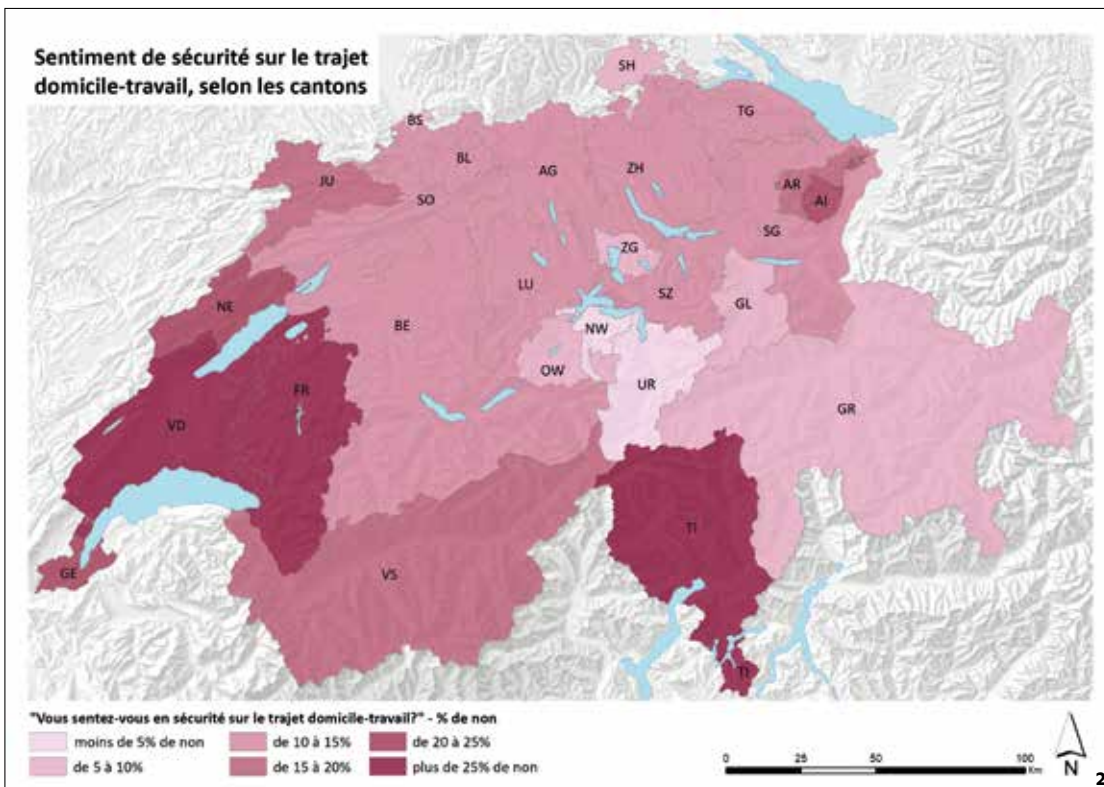 Sentiment de sécurité sur le trajet
domicile-travail, selon les cantons
SH
BS
TG
BL
AG
ZH
JU
AR
SO
AI
ZG
SG
LU
SZ
NE
GL
BE
NW
OW
UR
FR
GR
VD
TI
GE
VS
TI
"Vous sentez-vous en sécurité sur le trajet domicile-travail?" - % de non
moins de 5% de non
de 10 à 15%
de 20 à 25%
de 5 à 10%
de 15 à 20%
plus de 25% de non
0 25 50 100
Km
N
2